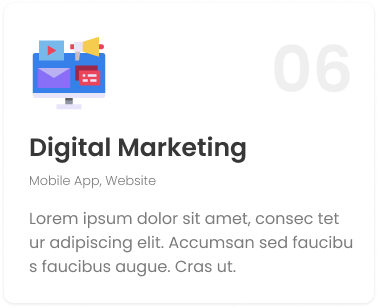 06
Digital Marketing
Mobile App, Website
Lorem ipsum dolor sit amet, consec tet
ur adipiscing elit. Accumsan sed faucibu
s faucibus augue. Cras ut.